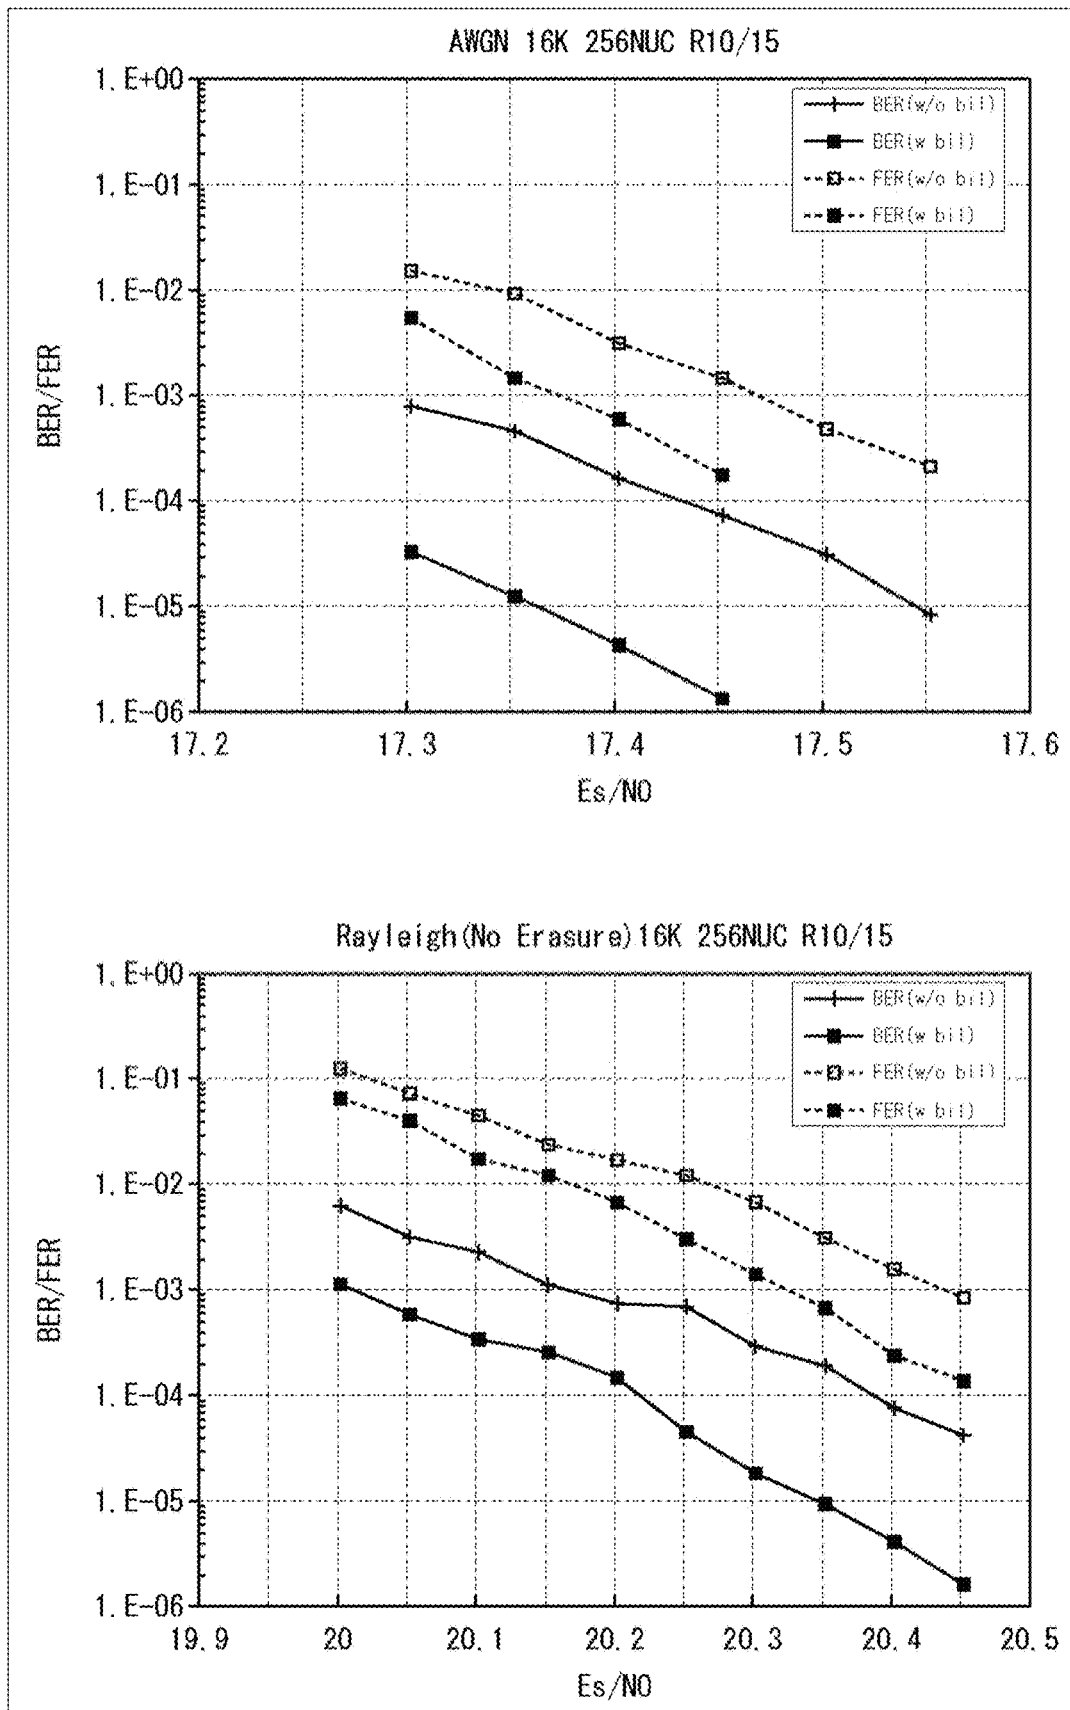 AWGN 16K 256NUC R10/15
1.E+00
1.E-01
1.E-02
1.E-03
1.E-04
1.E-05
1.E-06
BER/FER
BER(w/o bil)
BER(w bil)
FER(w/o bil)
FER(w bil)
17.2 17.3 17.4 17.5 17.6
Es/N0
Rayleigh(No Erasure)16K 256NUC R10/15
1.E+00
1.E-01
1.E-02
1.E-03
1.E-04
1.E-05
1.E-06
BER/FER
BER(w/o bil)
BER(w bil)
FER(w/o bil)
FER(w bil)
19.9 20 20.1 20.2 20.3 20.4 20.5
Es/N0